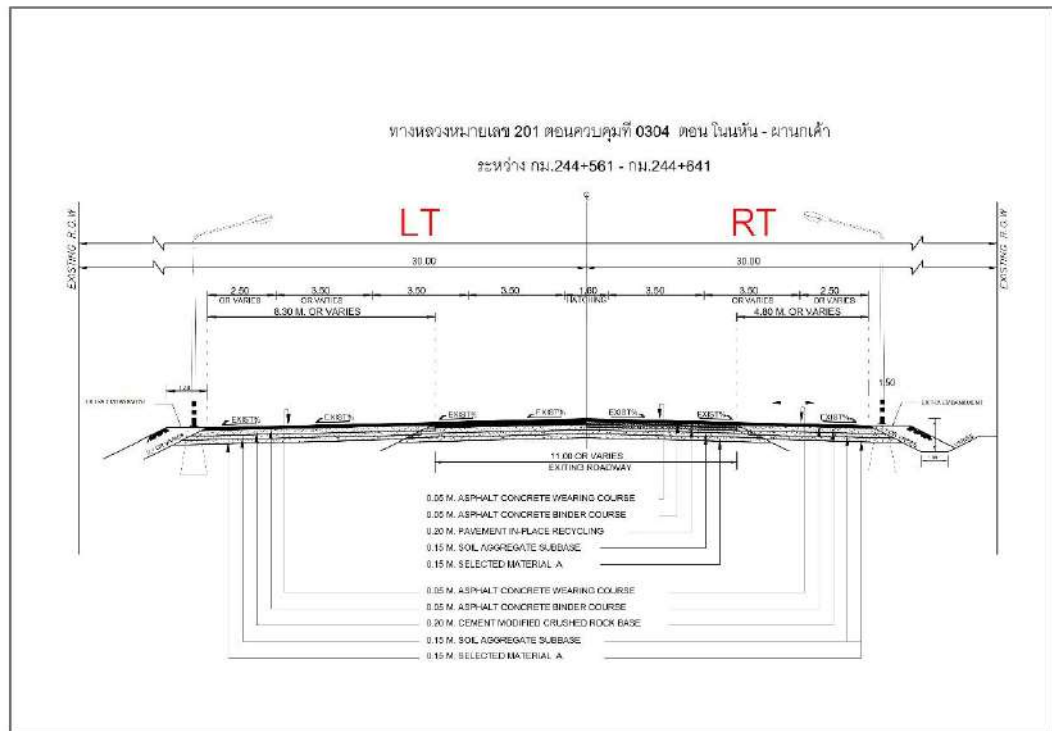 ทางหลวงหมายเลข 201 ตอนควบคุมที่ 0304 ตอน โนนหัน - ผานกเค้า
ระหว่าง กม.244+561 - กม.244+641
LT RT
EXISTING R.O.W EXISTING R.O.W
30.00 30.00
2.50 3.50 3.50 3.50 1.60 3.50 3.50 2.50
OR VARIES OR VARIES HATCHING OR VARIES OR VARIES
8.30 M. OR VARIES 4.80 M. OR VARIES
1.50
EXIST% EXIST% EXIST% EXIST% EXIST% EXIST% EXIST%
11.00 OR VARIES
EXITING ROADWAY
0.05 M. ASPHALT CONCRETE WEARING COURSE
0.05 M. ASPHALT CONCRETE BINDER COURSE
0.20 M. PAVEMENT IN-PLACE RECYCLING
0.15 M. SOIL AGGREGATE SUBBASE
0.15 M. SELECTED MATERIAL A
0.05 M. ASPHALT CONCRETE WEARING COURSE
0.05 M. ASPHALT CONCRETE BINDER COURSE
0.20 M. CEMENT MODIFIED CRUSHED ROCK BASE
0.15 M. SOIL AGGREGATE SUBBASE
0.15 M. SELECTED MATERIAL A